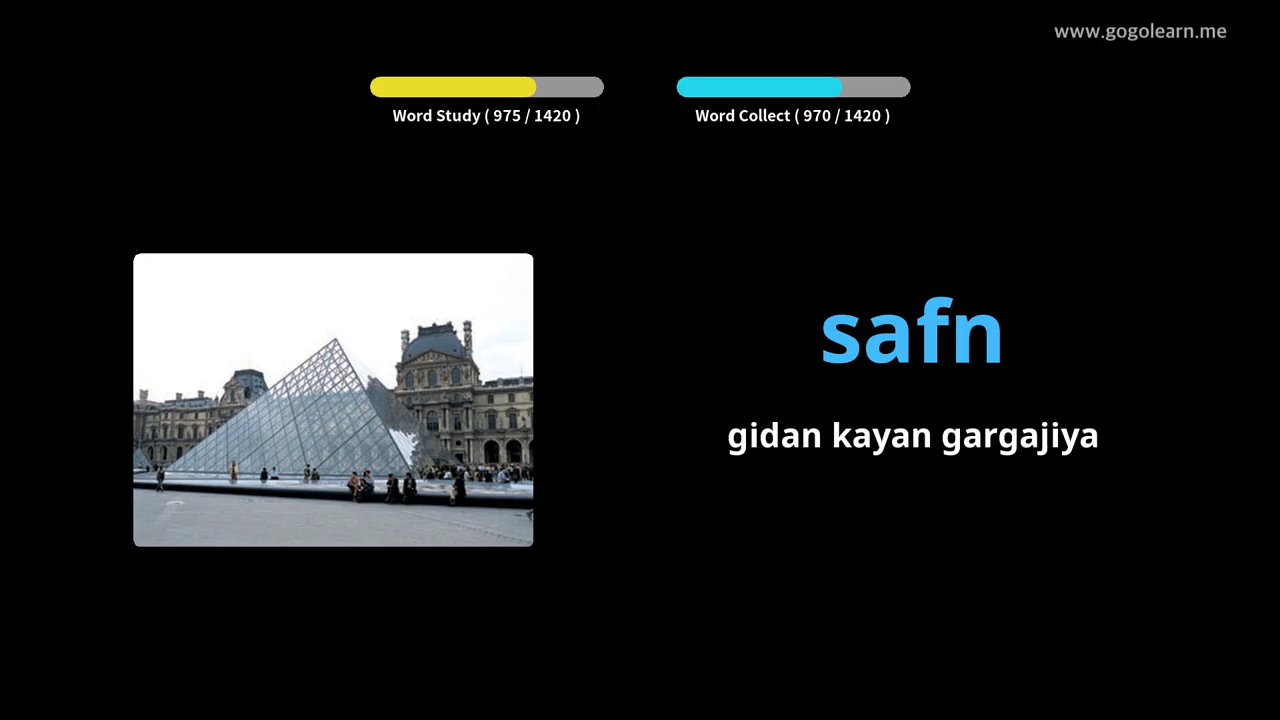 www.gogolearn.me
Word Study ( 975 / 1420 )
Word Collect ( 970 / 1420 )
safn
gidan kayan gargajiya